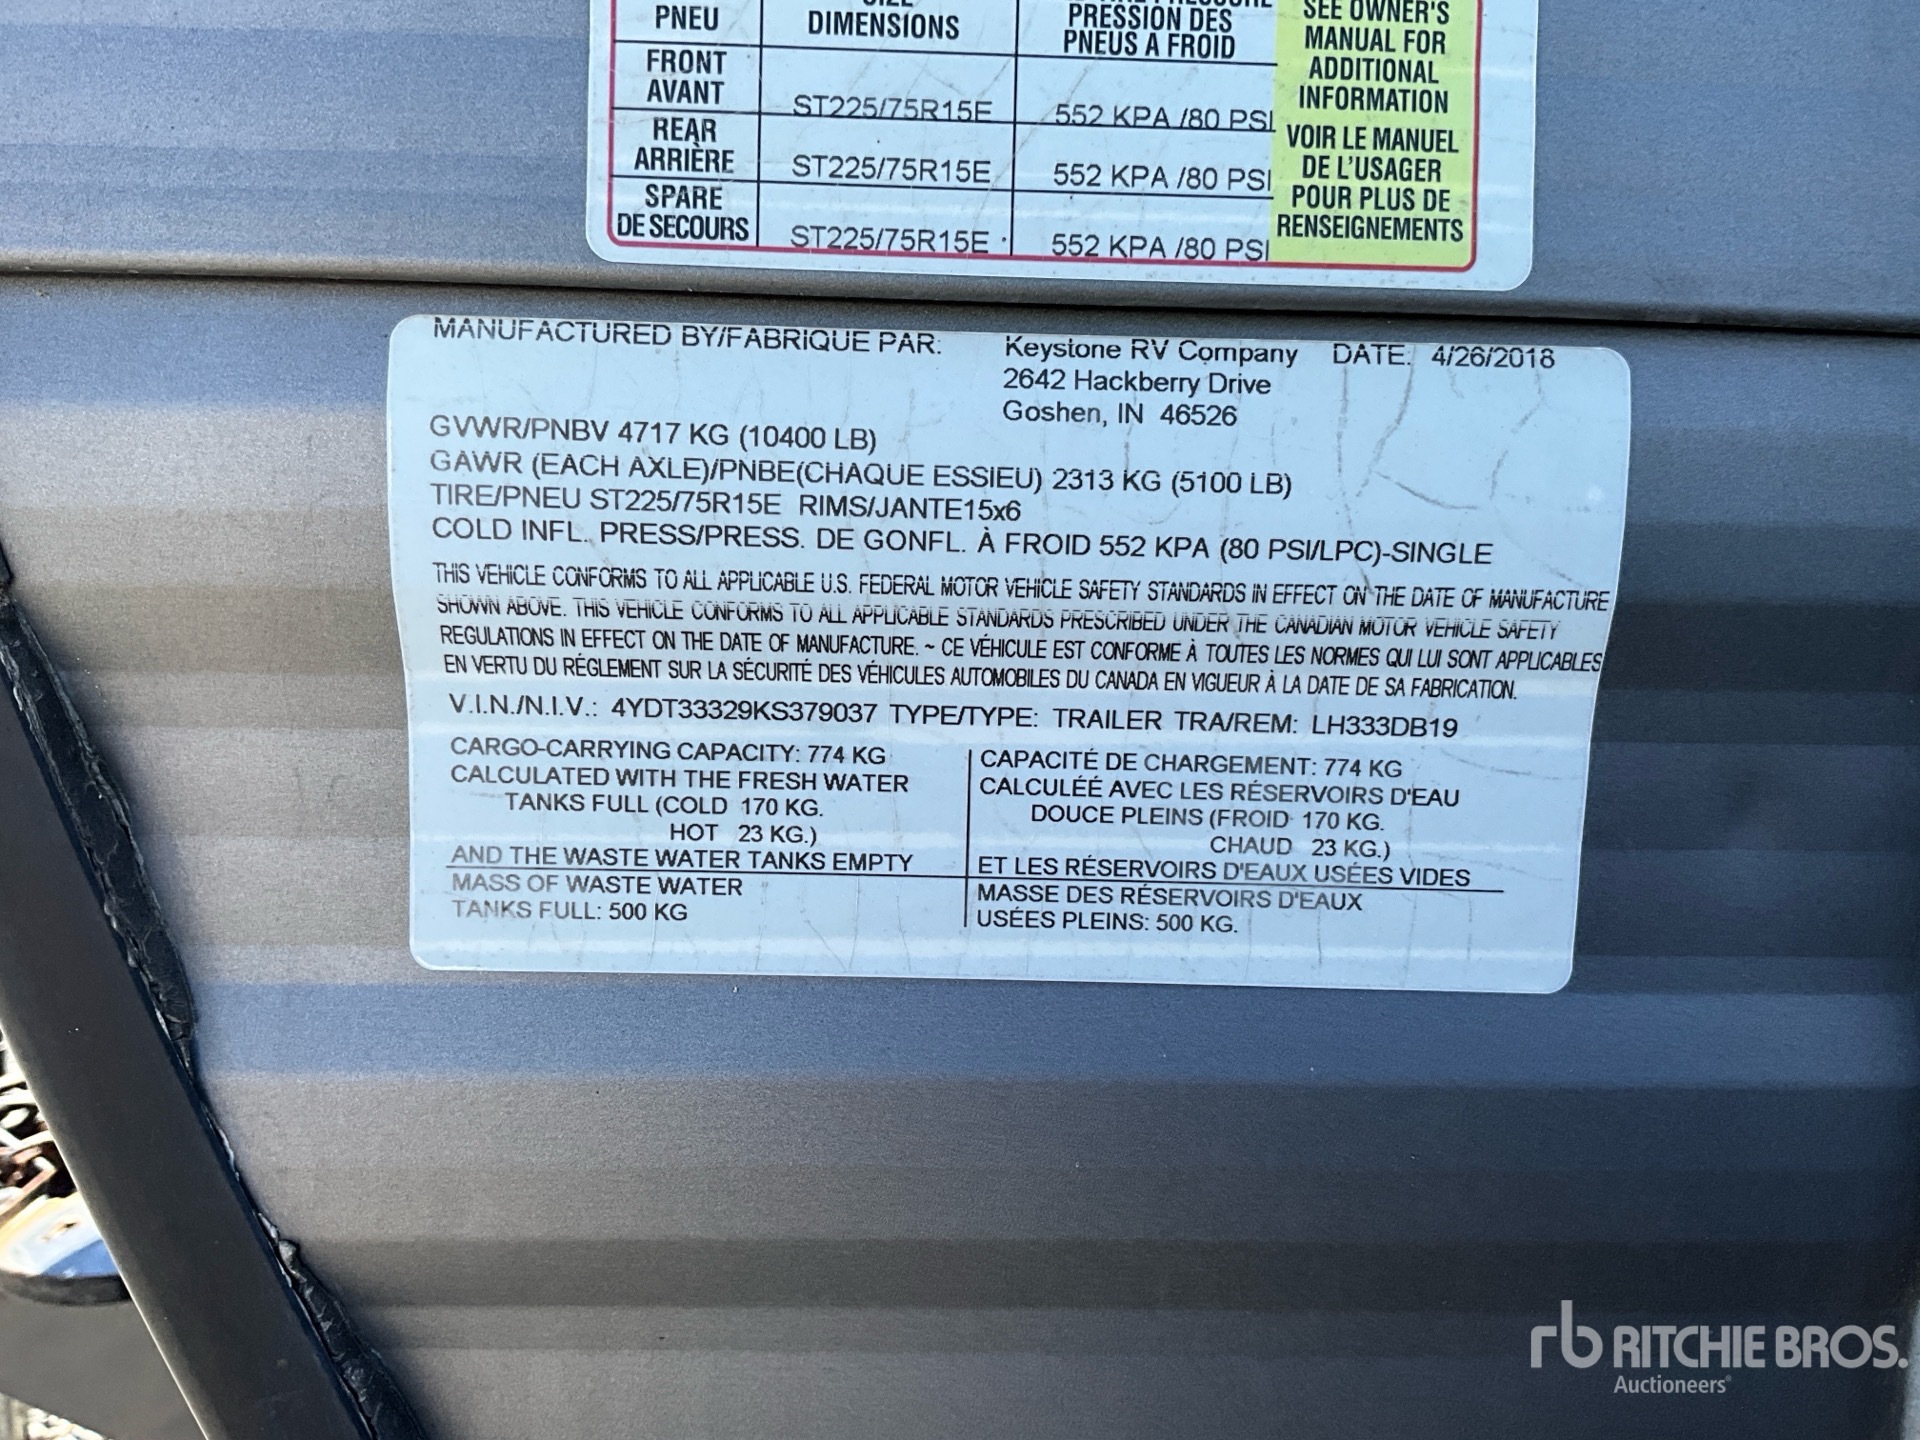 PNEU
SIZE
DIMENSIONS
PRESSION DES
PNEUS A FROID
SEE OWNER'S
MANUAL FOR
ADDITIONAL
INFORMATION
VOIR LE MANUEL
DE L'USAGER
POUR PLUS DE
RENSEIGNEMENTS
FRONT
AVANT
ST225/75R15E
552 KPA /80 PSI
REAR
ARRIÈRE
ST225/75R15E
552 KPA /80 PSI
SPARE
DE SECOURS
ST225/75R15E
552 KPA /80 PSI
MANUFACTURED BY/FABRIQUE PAR: Keystone RV Company DATE: 4/26/2018
2642 Hackberry Drive
Goshen, IN 46526
GVWR/PNBV 4717 KG (10400 LB)
GAWR (EACH AXLE)/PNBE(CHAQUE ESSIEU) 2313 KG (5100 LB)
TIRE/PNEU ST225/75R15E RIMS/JANTE15x6
COLD INFL. PRESS/PRESS. DE GONFL. À FROID 552 KPA (80 PSI/LPC)-SINGLE
THIS VEHICLE CONFORMS TO ALL APPLICABLE U.S. FEDERAL MOTOR VEHICLE SAFETY STANDARDS IN EFFECT ON THE DATE OF MANUFACTURE
SHOWN ABOVE. THIS VEHICLE CONFORMS TO ALL APPLICABLE STANDARDS PRESCRIBED UNDER THE CANADIAN MOTOR VEHICLE SAFETY
REGULATIONS IN EFFECT ON THE DATE OF MANUFACTURE. ~ CE VÉHICULE EST CONFORME À TOUTES LES NORMES QUI LUI SONT APPLICABLES
EN VERTU DU RÉGLEMENT SUR LA SÉCURITÉ DES VÉHICULES AUTOMOBILES DU CANADA EN VIGUEUR À LA DATE DE SA FABRICATION.
V.I.N./N.I.V.: 4YDT33329KS379037 TYPE/TYPE: TRAILER TRA/REM: LH333DB19
CARGO-CARRYING CAPACITY: 774 KG
CALCULATED WITH THE FRESH WATER
TANKS FULL (COLD 170 KG.
HOT 23 KG.)
AND THE WASTE WATER TANKS EMPTY
MASS OF WASTE WATER
TANKS FULL: 500 KG
CAPACITÉ DE CHARGEMENT: 774 KG
CALCULÉÉ AVEC LES RÉSERVOIRS D'EAU
DOUCE PLEINS (FROID 170 KG.
CHAUD 23 KG.)
ET LES RÉSERVOIRS D'EAUX USÉES VIDES
MASSE DES RÉSERVOIRS D'EAUX
USÉES PLEINS: 500 KG.
rb RITCHIE BROS.
Auctioneers®